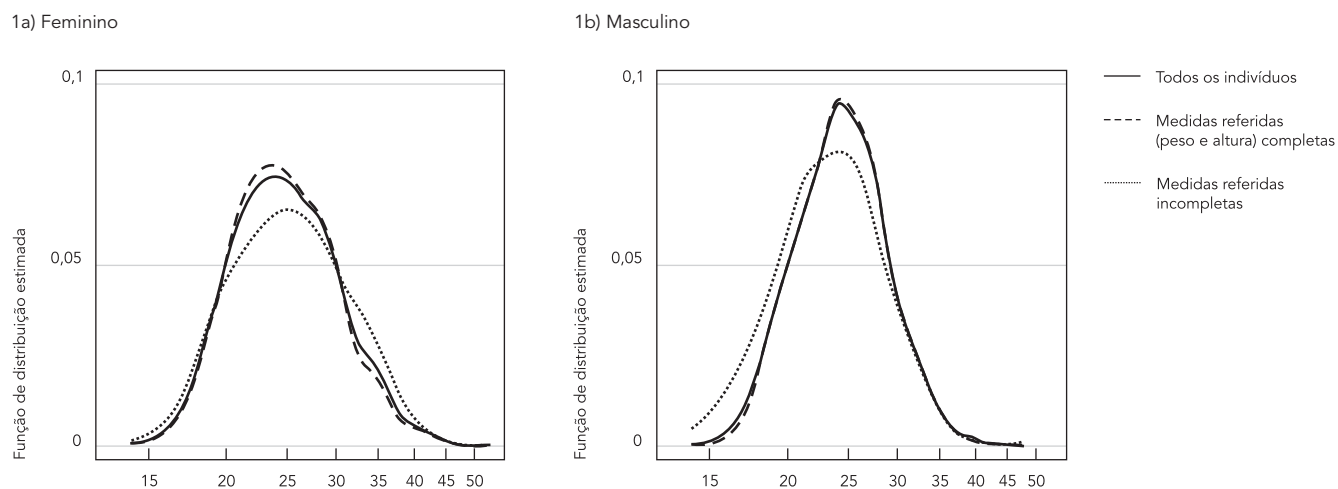 1a) Feminino
0,1
0,05
0
Função de distribuição estimada
15 20 25 30 35 40 45 50
1b) Masculino
0,1
0,05
0
Função de distribuição estimada
15 20 25 30 35 40 45 50
Todos os indivíduos
Medidas referidas
(peso e altura) completas
Medidas referidas
incompletas